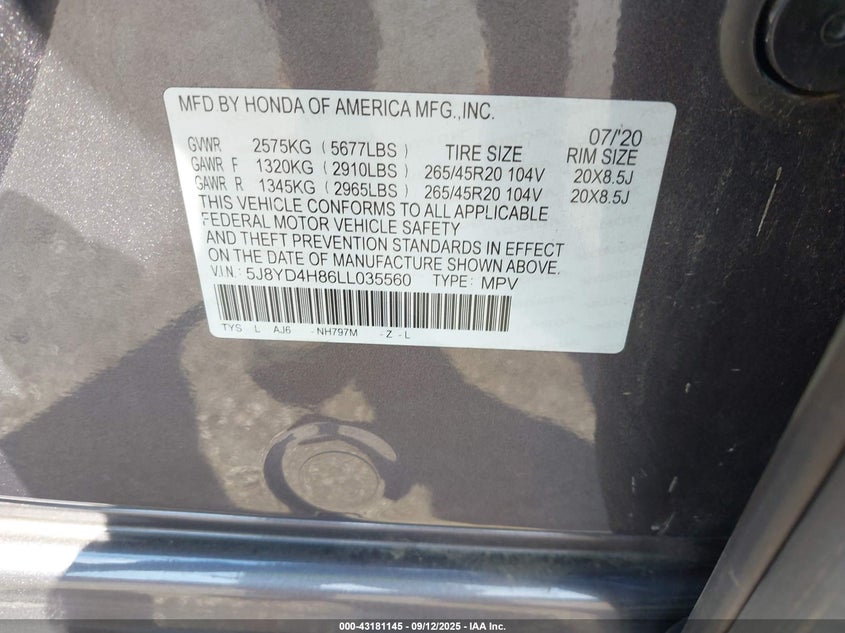 MFD BY HONDA OF AMERICA MFG.,INC.
07/'20
GVWR 2575KG ( 5677LBS ) TIRE SIZE RIM SIZE
GAWR F 1320KG ( 2910LBS ) 265/45R20 104V 20X8.5J
GAWR R 1345KG ( 2965LBS ) 265/45R20 104V 20X8.5J
THIS VEHICLE CONFORMS TO ALL APPLICABLE
FEDERAL MOTOR VEHICLE SAFETY
AND THEFT PREVENTION STANDARDS IN EFFECT
ON THE DATE OF MANUFACTURE SHOWN ABOVE.
V.I.N: 5J8YD4H86LL035560 TYPE: MPV
TYS L AJ6 -NH797M -Z-L
000-43181145 - 09/12/2025 - IAA Inc.